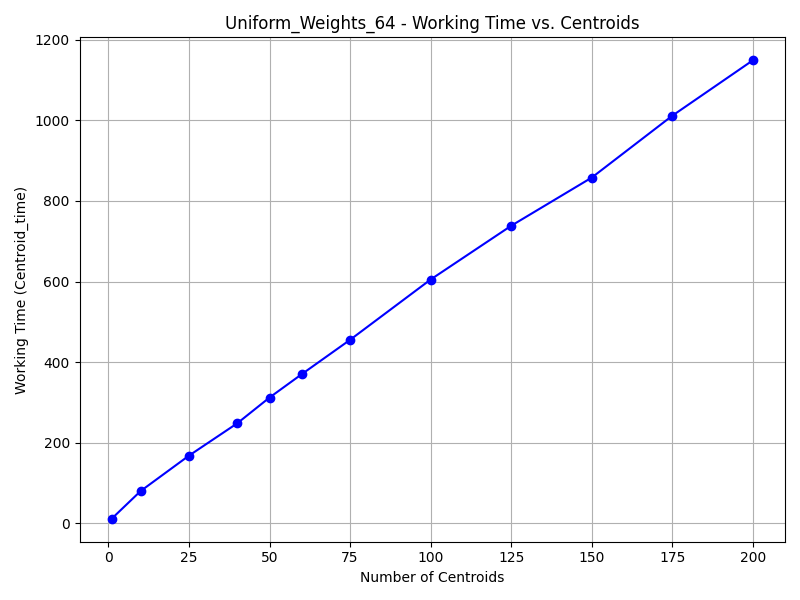 Uniform_Weights_64 - Working Time vs. Centroids
1200
1000
800
600
400
200
0
Working Time (Centroid_time)
0 25 50 75 100 125 150 175 200
Number of Centroids